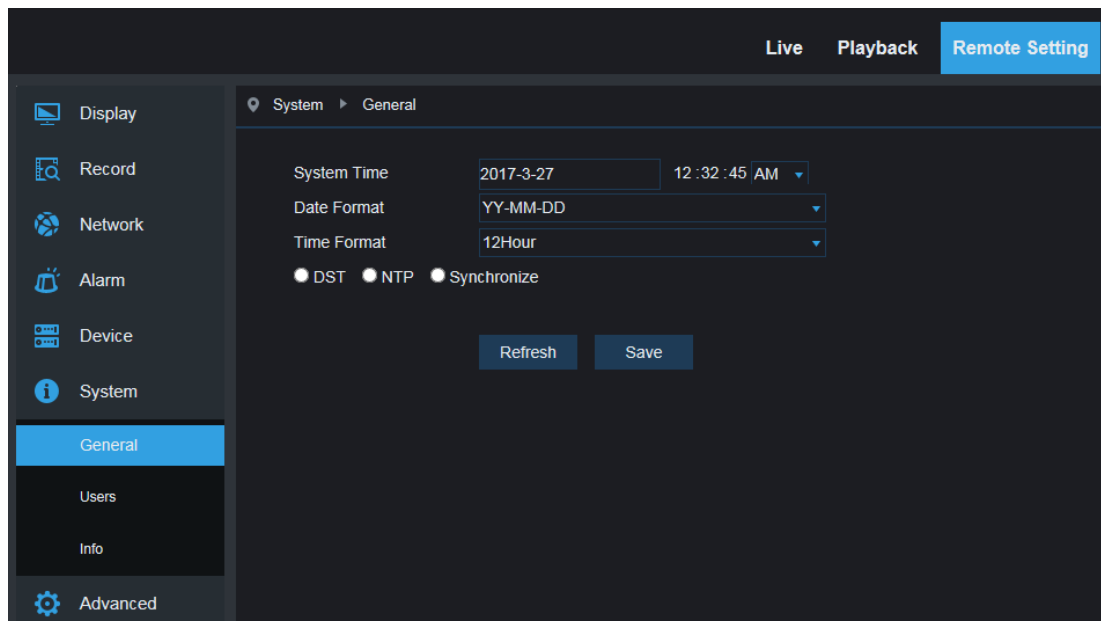 Live Playback Remote Setting
Display
Record
Network
Alarm
Device
System
General
Users
Info
Advanced
System General
System Time 2017-3-27 12:32:45 AM
Date Format YY-MM-DD
Time Format 12Hour
DST NTP Synchronize
Refresh Save